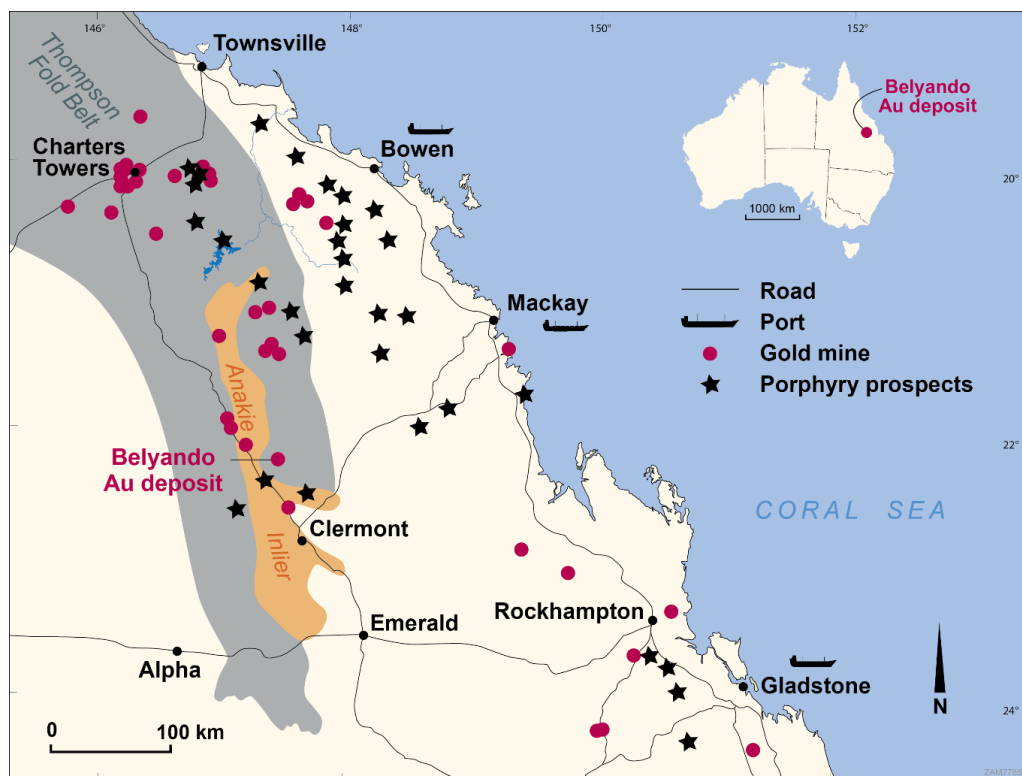 146°
148°
150°
152°
Thompson
Fold Belt
Townsville
Belyando
Au deposit
Charters
Towers
Bowen
20°
1000 km
Mackay
Road
Port
Gold mine
Porphyry prospects
Anakie
Inlier
22°
Belyando
Au deposit
CORAL SEA
Clermont
Rockhampton
Emerald
Alpha
Gladstone
N
24°
0
100 km